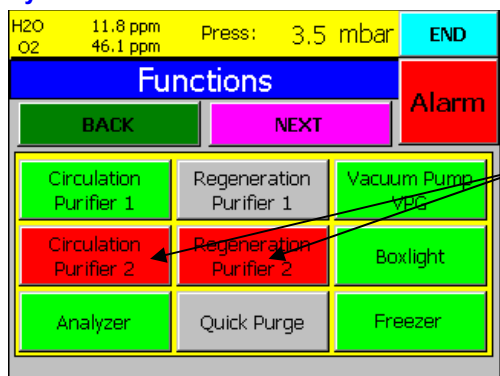 H2O 11.8 ppm Press: 3.5 mbar END
O2 46.1 ppm
Functions
Alarm
BACK NEXT
Circulation Purifier 1
Regeneration Purifier 1
Vacuum Pump VPG
Circulation Purifier 2
Regeneration Purifier 2
Boxlight
Analyzer
Quick Purge
Freezer